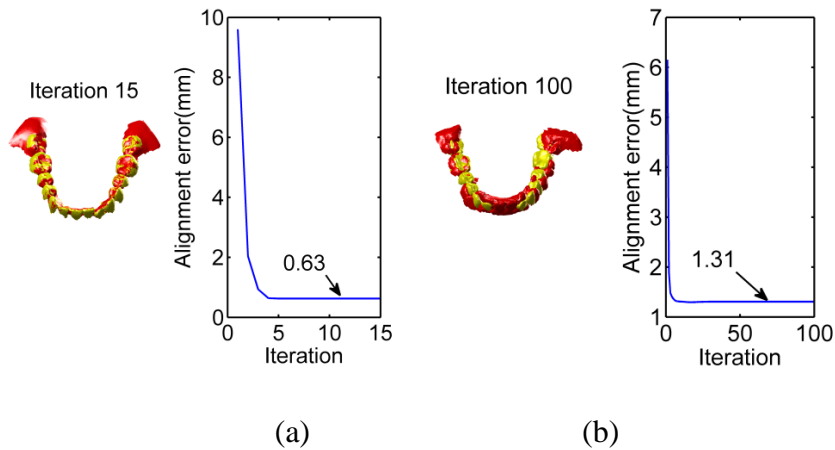 Iteration 15
Alignment error(mm)
10
8
6
4
2
0
0.63
0 5 10 15
Iteration
(a)
Iteration 100
Alignment error(mm)
7
6
5
4
3
2
1
1.31
0 50 100
Iteration
(b)